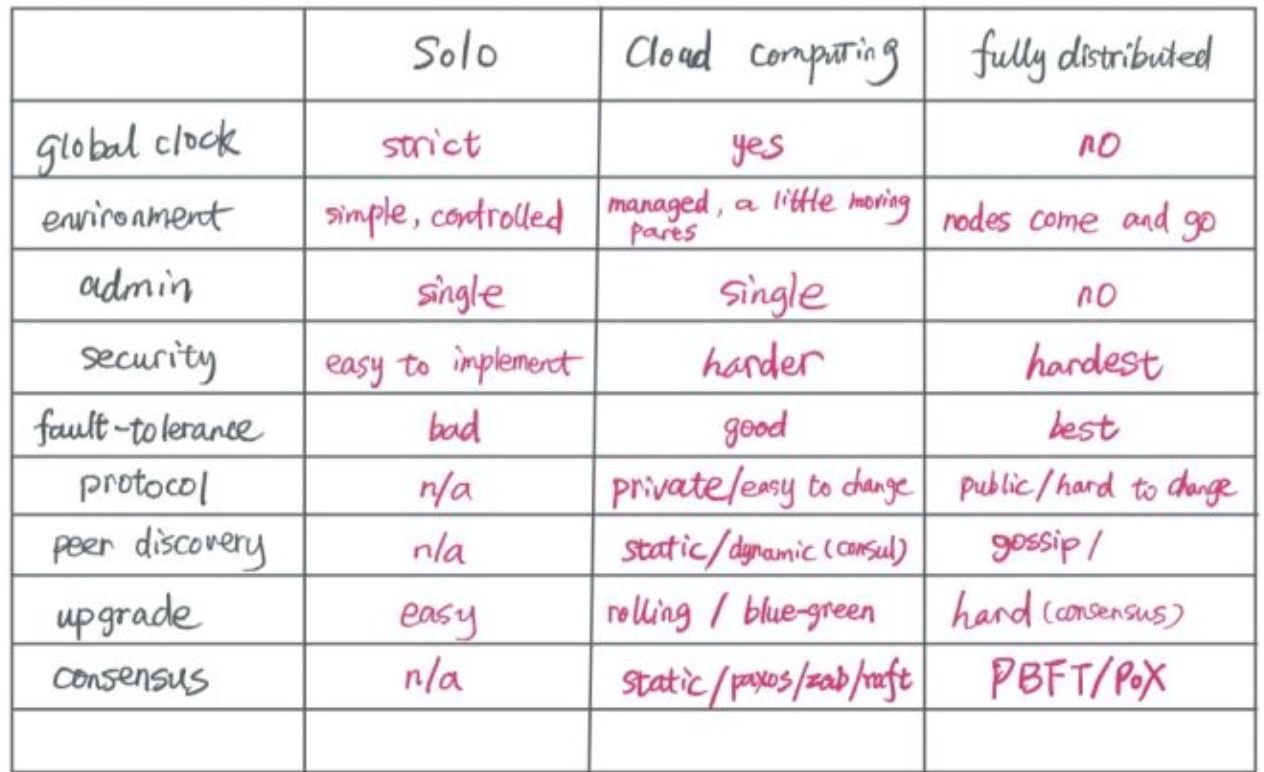 Solo Cloud computing fully distributed
global clock strict yes no
environment simple, controlled managed, a little moving pares nodes come and go
admin single single no
security easy to implement harder hardest
fault-tolerance bad good best
protocol n/a private/easy to change public/hard to change
peer discovery n/a static/dynamic (consul) gossip/
upgrade easy rolling / blue-green hard (consensus)
consensus n/a static/paxos/zab/raft PBFT/PoX